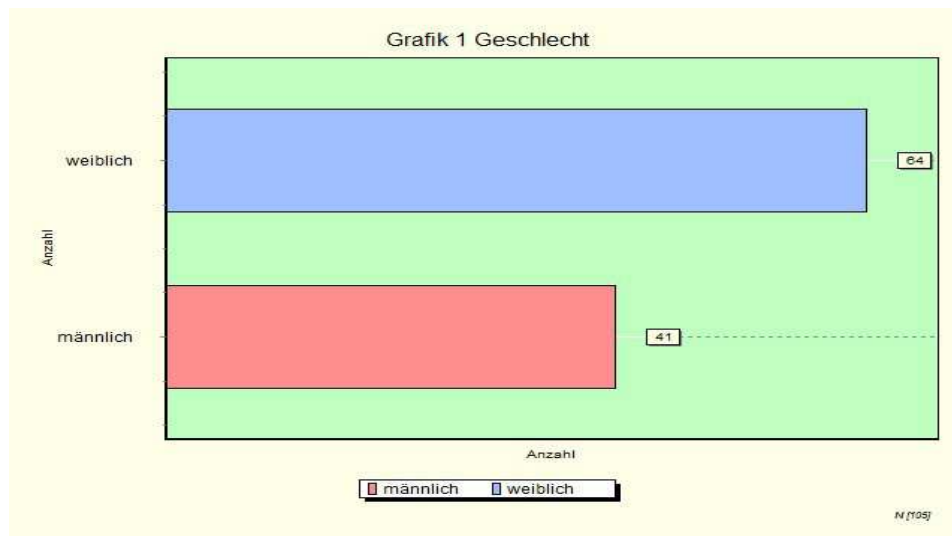 Grafik 1 Geschlecht
weiblich
64
Anzahl
männlich
41
Anzahl
männlich weiblich
N [105]